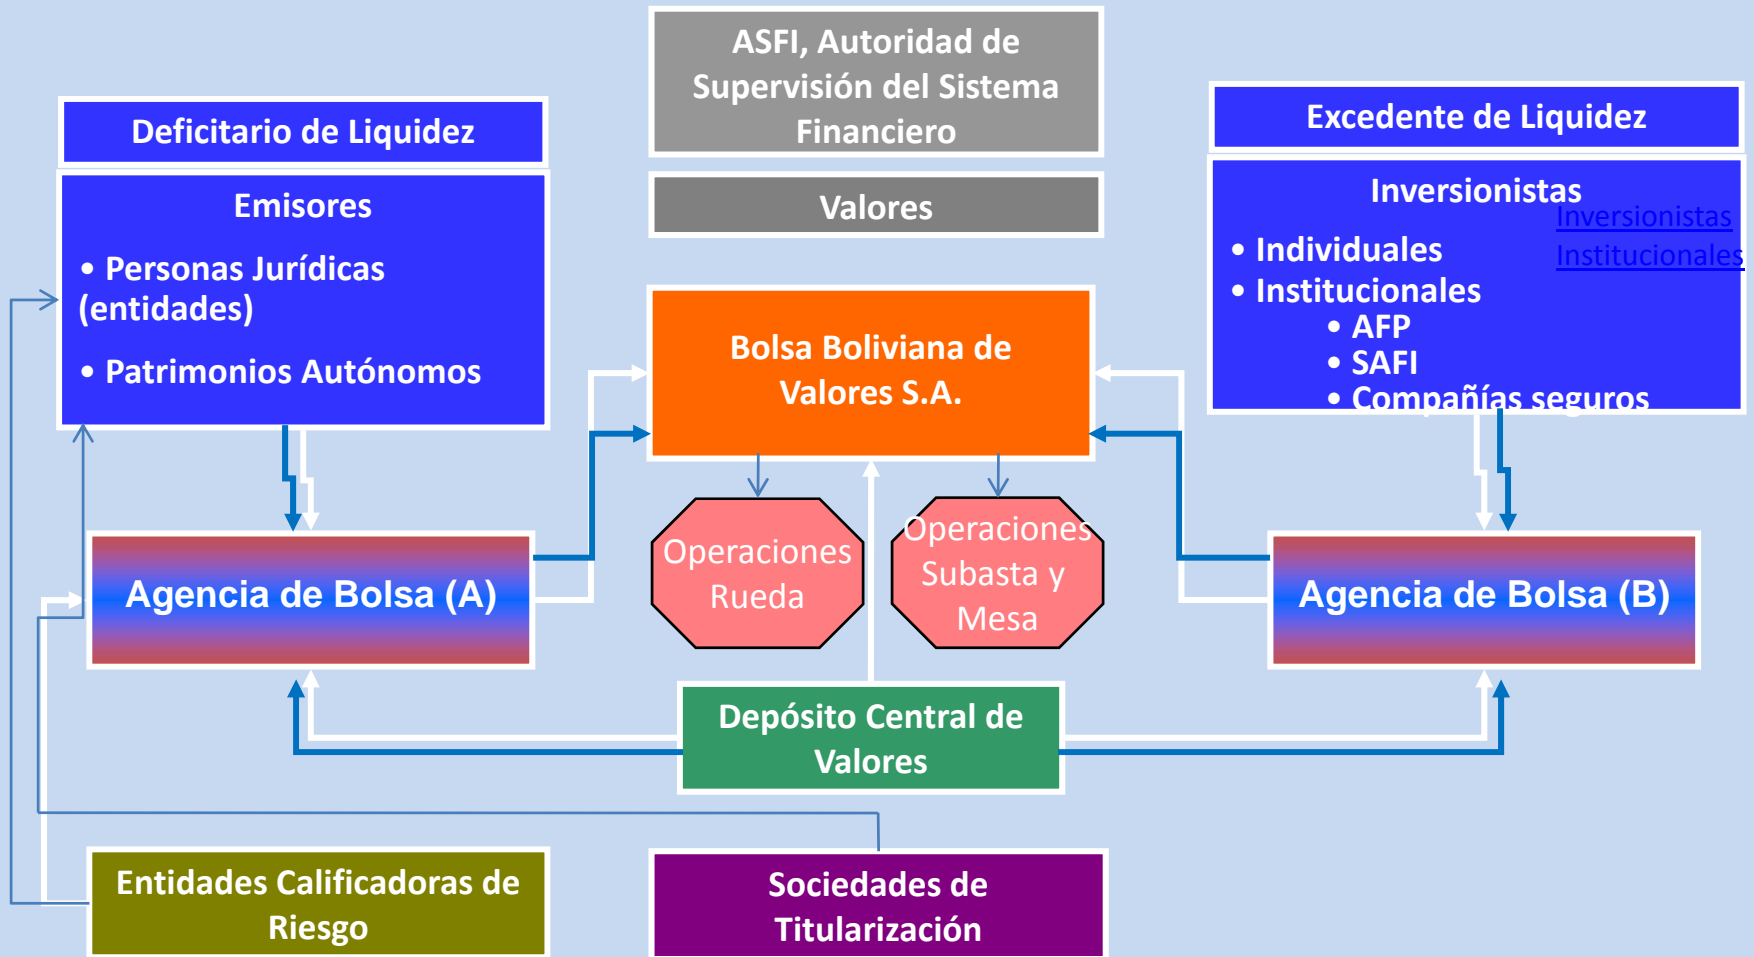 ASFI, Autoridad de
Supervisión del Sistema
Financiero
Valores
Deficitario de Liquidez
Emisores
• Personas Jurídicas
(entidades)
• Patrimonios Autónomos
Excedente de Liquidez
Inversionistas
Inversionistas
Institucionales
• Individuales
• Institucionales
• AFP
• SAFI
• Compañías seguros
Bolsa Boliviana de
Valores S.A.
Operaciones
Rueda
Operaciones
Subasta y
Mesa
Agencia de Bolsa (A)
Agencia de Bolsa (B)
Depósito Central de
Valores
Entidades Calificadoras de
Riesgo
Sociedades de
Titularización